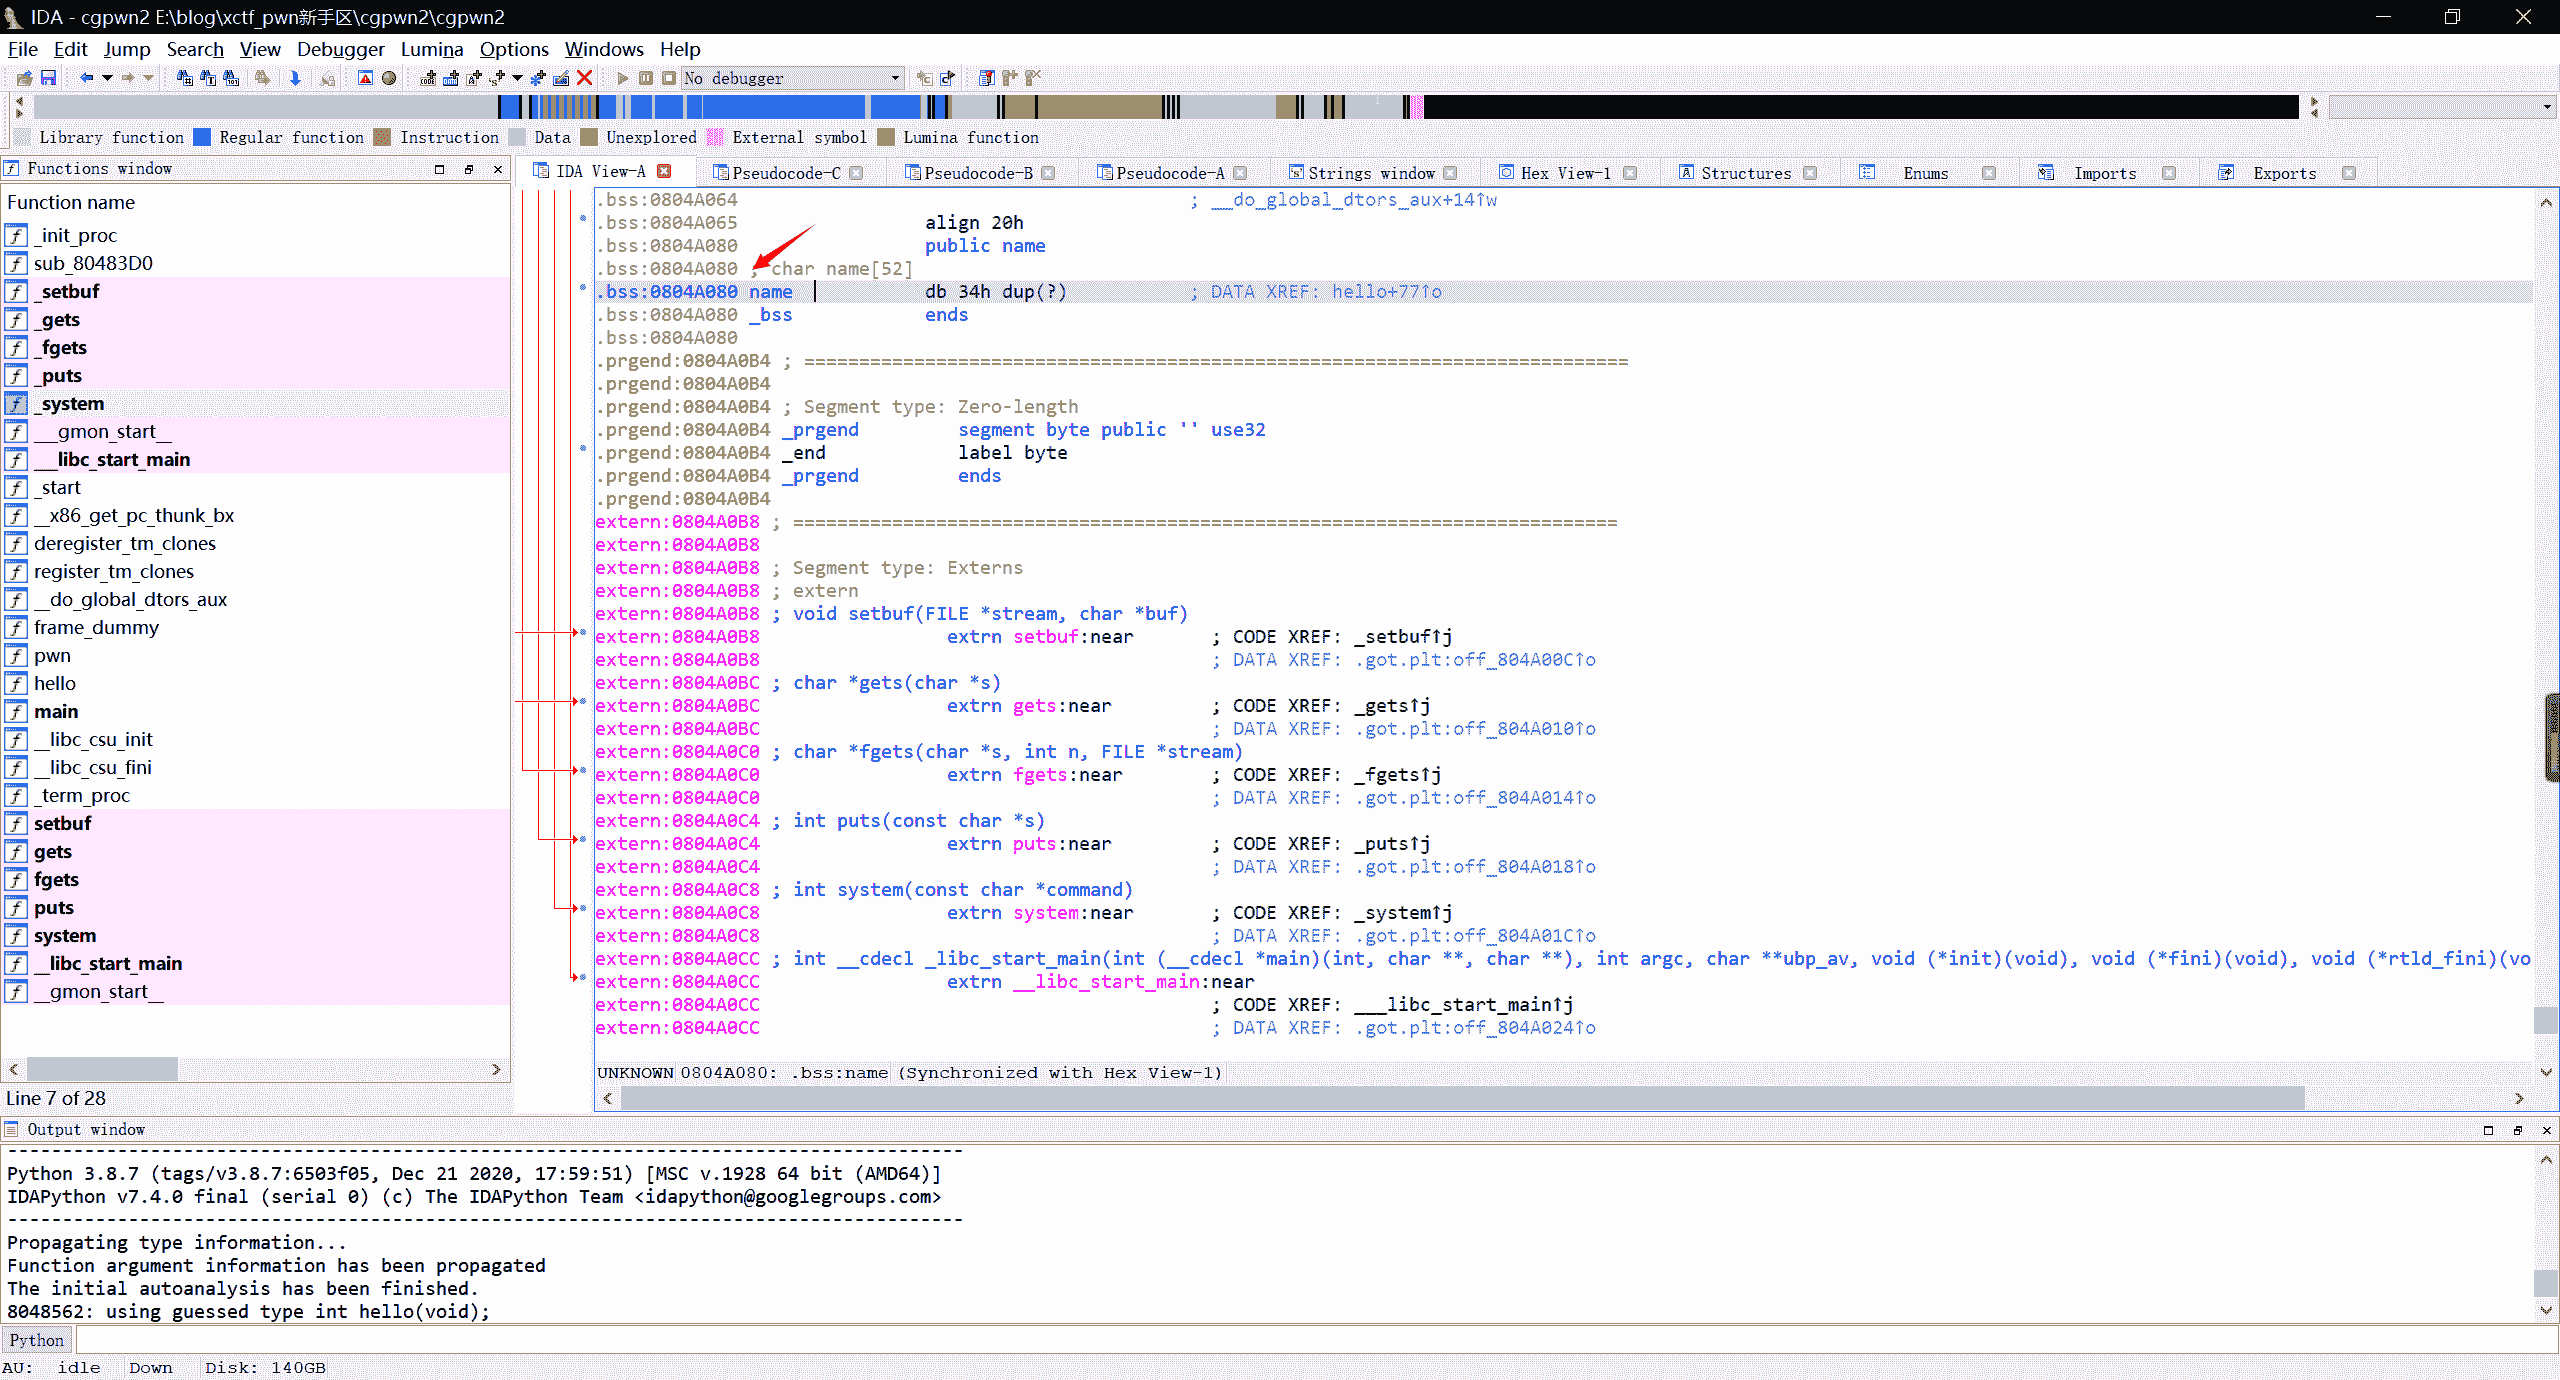 IDA - cgpwn2 E:\blog\xctf_pwn新手区\cgpwn2\cgpwn2
File Edit Jump Search View Debugger Lumina Options Windows Help
No debugger
Library function Regular function Instruction Data Unexplored External symbol Lumina function
Functions window
Function name
_init_proc
sub_80483D0
_setbuf
_gets
_fgets
_puts
_system
__gmon_start__
___libc_start_main
_start
__x86_get_pc_thunk_bx
deregister_tm_clones
register_tm_clones
__do_global_dtors_aux
frame_dummy
pwn
hello
main
__libc_csu_init
__libc_csu_fini
_term_proc
setbuf
gets
fgets
puts
system
__libc_start_main
__gmon_start__
Line 7 of 28
IDA View-A Pseudocode-C Pseudocode-B Pseudocode-A Strings window Hex View-1 Structures Enums Imports Exports
.bss:0804A064 ; __do_global_dtors_aux+14↑w
.bss:0804A065 align 20h
.bss:0804A080 public name
.bss:0804A080 ; char name[52]
.bss:0804A080 name db 34h dup(?) ; DATA XREF: hello+77↑o
.bss:0804A080 _bss ends
.bss:0804A080
.prgend:0804A0B4 ; ===========================================================================
.prgend:0804A0B4
.prgend:0804A0B4 ; Segment type: Zero-length
.prgend:0804A0B4 _prgend segment byte public '' use32
.prgend:0804A0B4 _end label byte
.prgend:0804A0B4 _prgend ends
.prgend:0804A0B4
extern:0804A0B8 ; ===========================================================================
extern:0804A0B8
extern:0804A0B8 ; Segment type: Externs
extern:0804A0B8 ; extern
extern:0804A0B8 ; void setbuf(FILE *stream, char *buf)
extern:0804A0B8 extrn setbuf:near ; CODE XREF: _setbuf↑j
extern:0804A0B8 ; DATA XREF: .got.plt:off_804A00C↑o
extern:0804A0BC ; char *gets(char *s)
extern:0804A0BC extrn gets:near ; CODE XREF: _gets↑j
extern:0804A0BC ; DATA XREF: .got.plt:off_804A010↑o
extern:0804A0C0 ; char *fgets(char *s, int n, FILE *stream)
extern:0804A0C0 extrn fgets:near ; CODE XREF: _fgets↑j
extern:0804A0C0 ; DATA XREF: .got.plt:off_804A014↑o
extern:0804A0C4 ; int puts(const char *s)
extern:0804A0C4 extrn puts:near ; CODE XREF: _puts↑j
extern:0804A0C4 ; DATA XREF: .got.plt:off_804A018↑o
extern:0804A0C8 ; int system(const char *command)
extern:0804A0C8 extrn system:near ; CODE XREF: _system↑j
extern:0804A0C8 ; DATA XREF: .got.plt:off_804A01C↑o
extern:0804A0CC ; int __cdecl _libc_start_main(int (__cdecl *main)(int, char **, char **), int argc, char **ubp_av, void (*init)(void), void (*fini)(void), void (*rtld_fini)(vo
extern:0804A0CC extrn __libc_start_main:near
extern:0804A0CC ; CODE XREF: ___libc_start_main↑j
extern:0804A0CC ; DATA XREF: .got.plt:off_804A024↑o
UNKNOWN 0804A080: .bss:name (Synchronized with Hex View-1)
Output window
---------------------------------------------------------------------------------------
Python 3.8.7 (tags/v3.8.7:6503f05, Dec 21 2020, 17:59:51) [MSC v.1928 64 bit (AMD64)]
IDAPython v7.4.0 final (serial 0) (c) The IDAPython Team <idapython@googlegroups.com>
---------------------------------------------------------------------------------------
Propagating type information...
Function argument information has been propagated
The initial autoanalysis has been finished.
8048562: using guessed type int hello(void);
Python
AU: idle Down Disk: 140GB